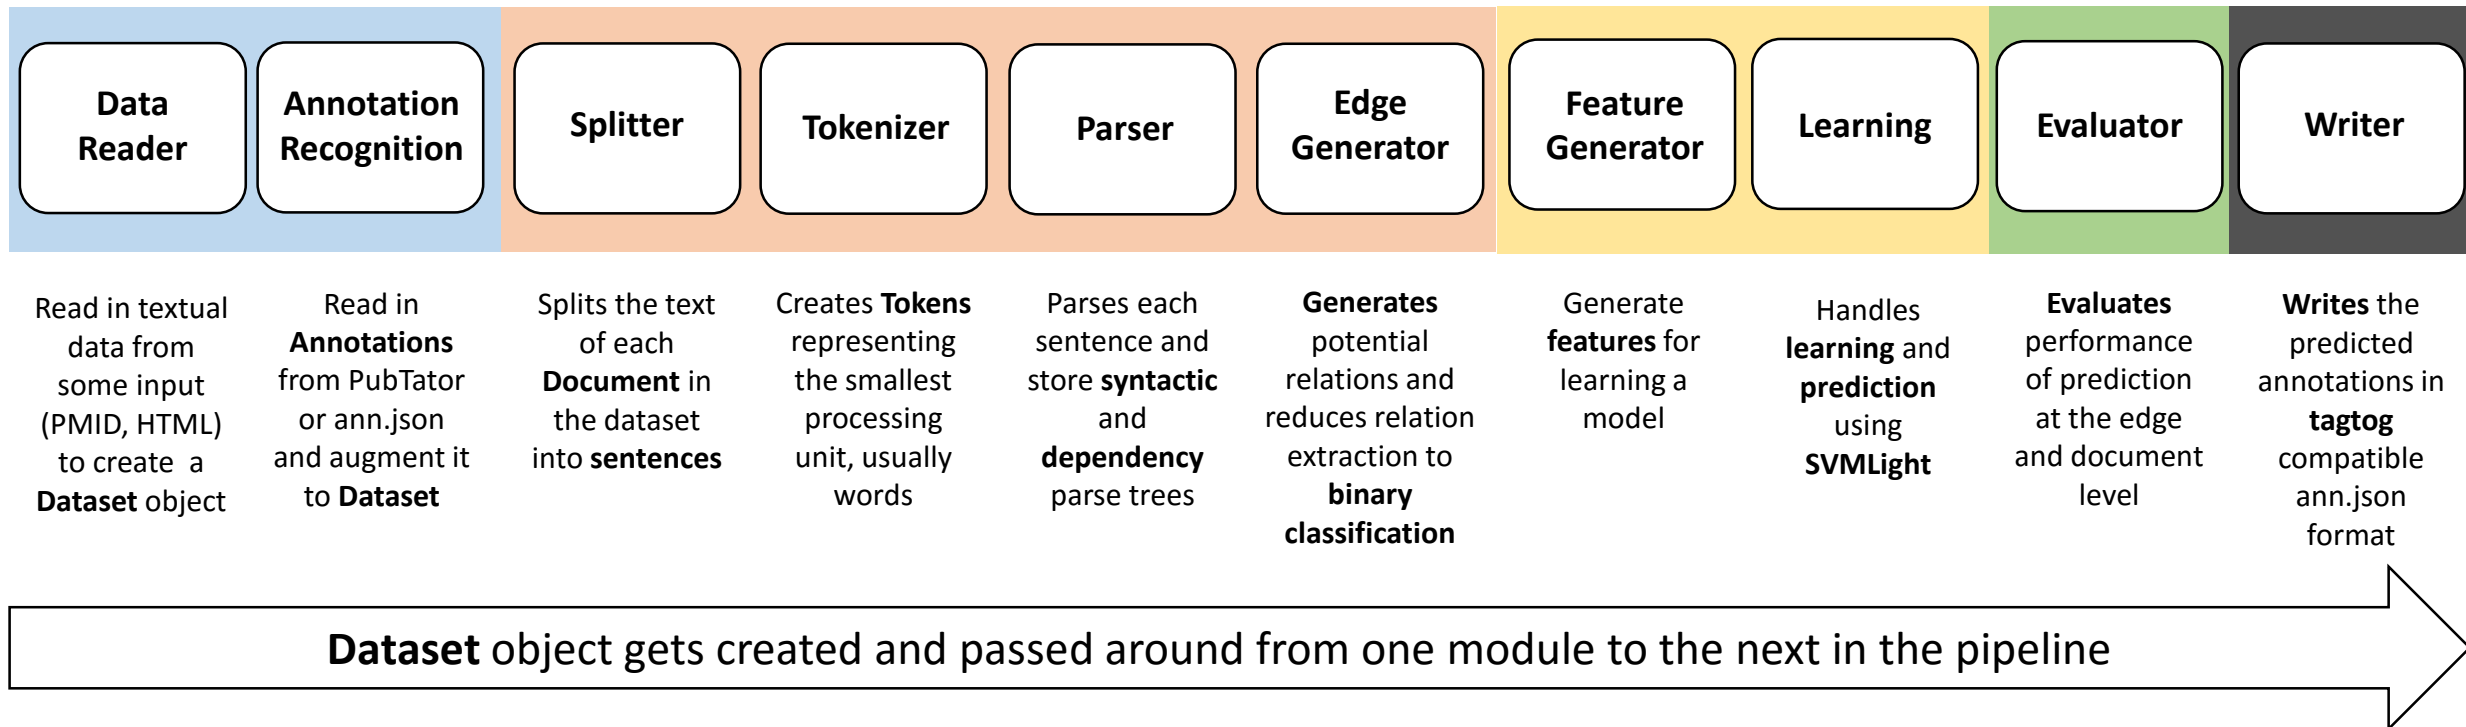 Data
Reader
Annotation
Recognition
Splitter
Tokenizer
Parser
Edge
Generator
Feature
Generator
Learning
Evaluator
Writer
Read in textual
data from
some input
(PMID, HTML)
to create a
Dataset object
Read in
Annotations
from PubTator
or ann.json
and augment it
to Dataset
Splits the text
of each
Document in
the dataset
into sentences
Creates Tokens
representing
the smallest
processing
unit, usually
words
Parses each
sentence and
store syntactic
and
dependency
parse trees
Generates
potential
relations and
reduces relation
extraction to
binary
classification
Generate
features for
learning a
model
Handles
learning and
prediction
using
SVMLight
Evaluates
performance
of prediction
at the edge
and document
level
Writes the
predicted
annotations in
tagtog
compatible
ann.json
format
Dataset object gets created and passed around from one module to the next in the pipeline